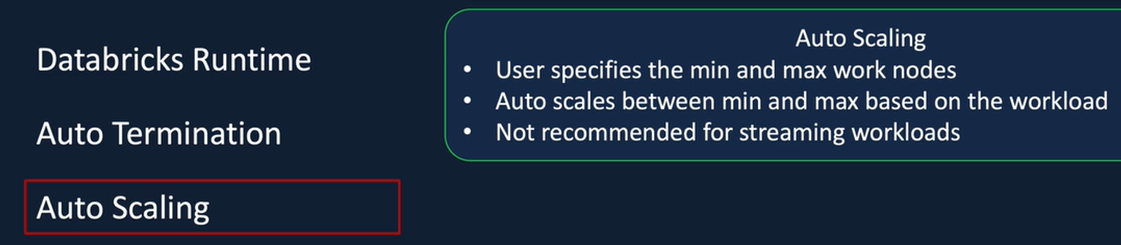 Databricks Runtime
Auto Termination
Auto Scaling
Auto Scaling
• User specifies the min and max work nodes
• Auto scales between min and max based on the workload
• Not recommended for streaming workloads